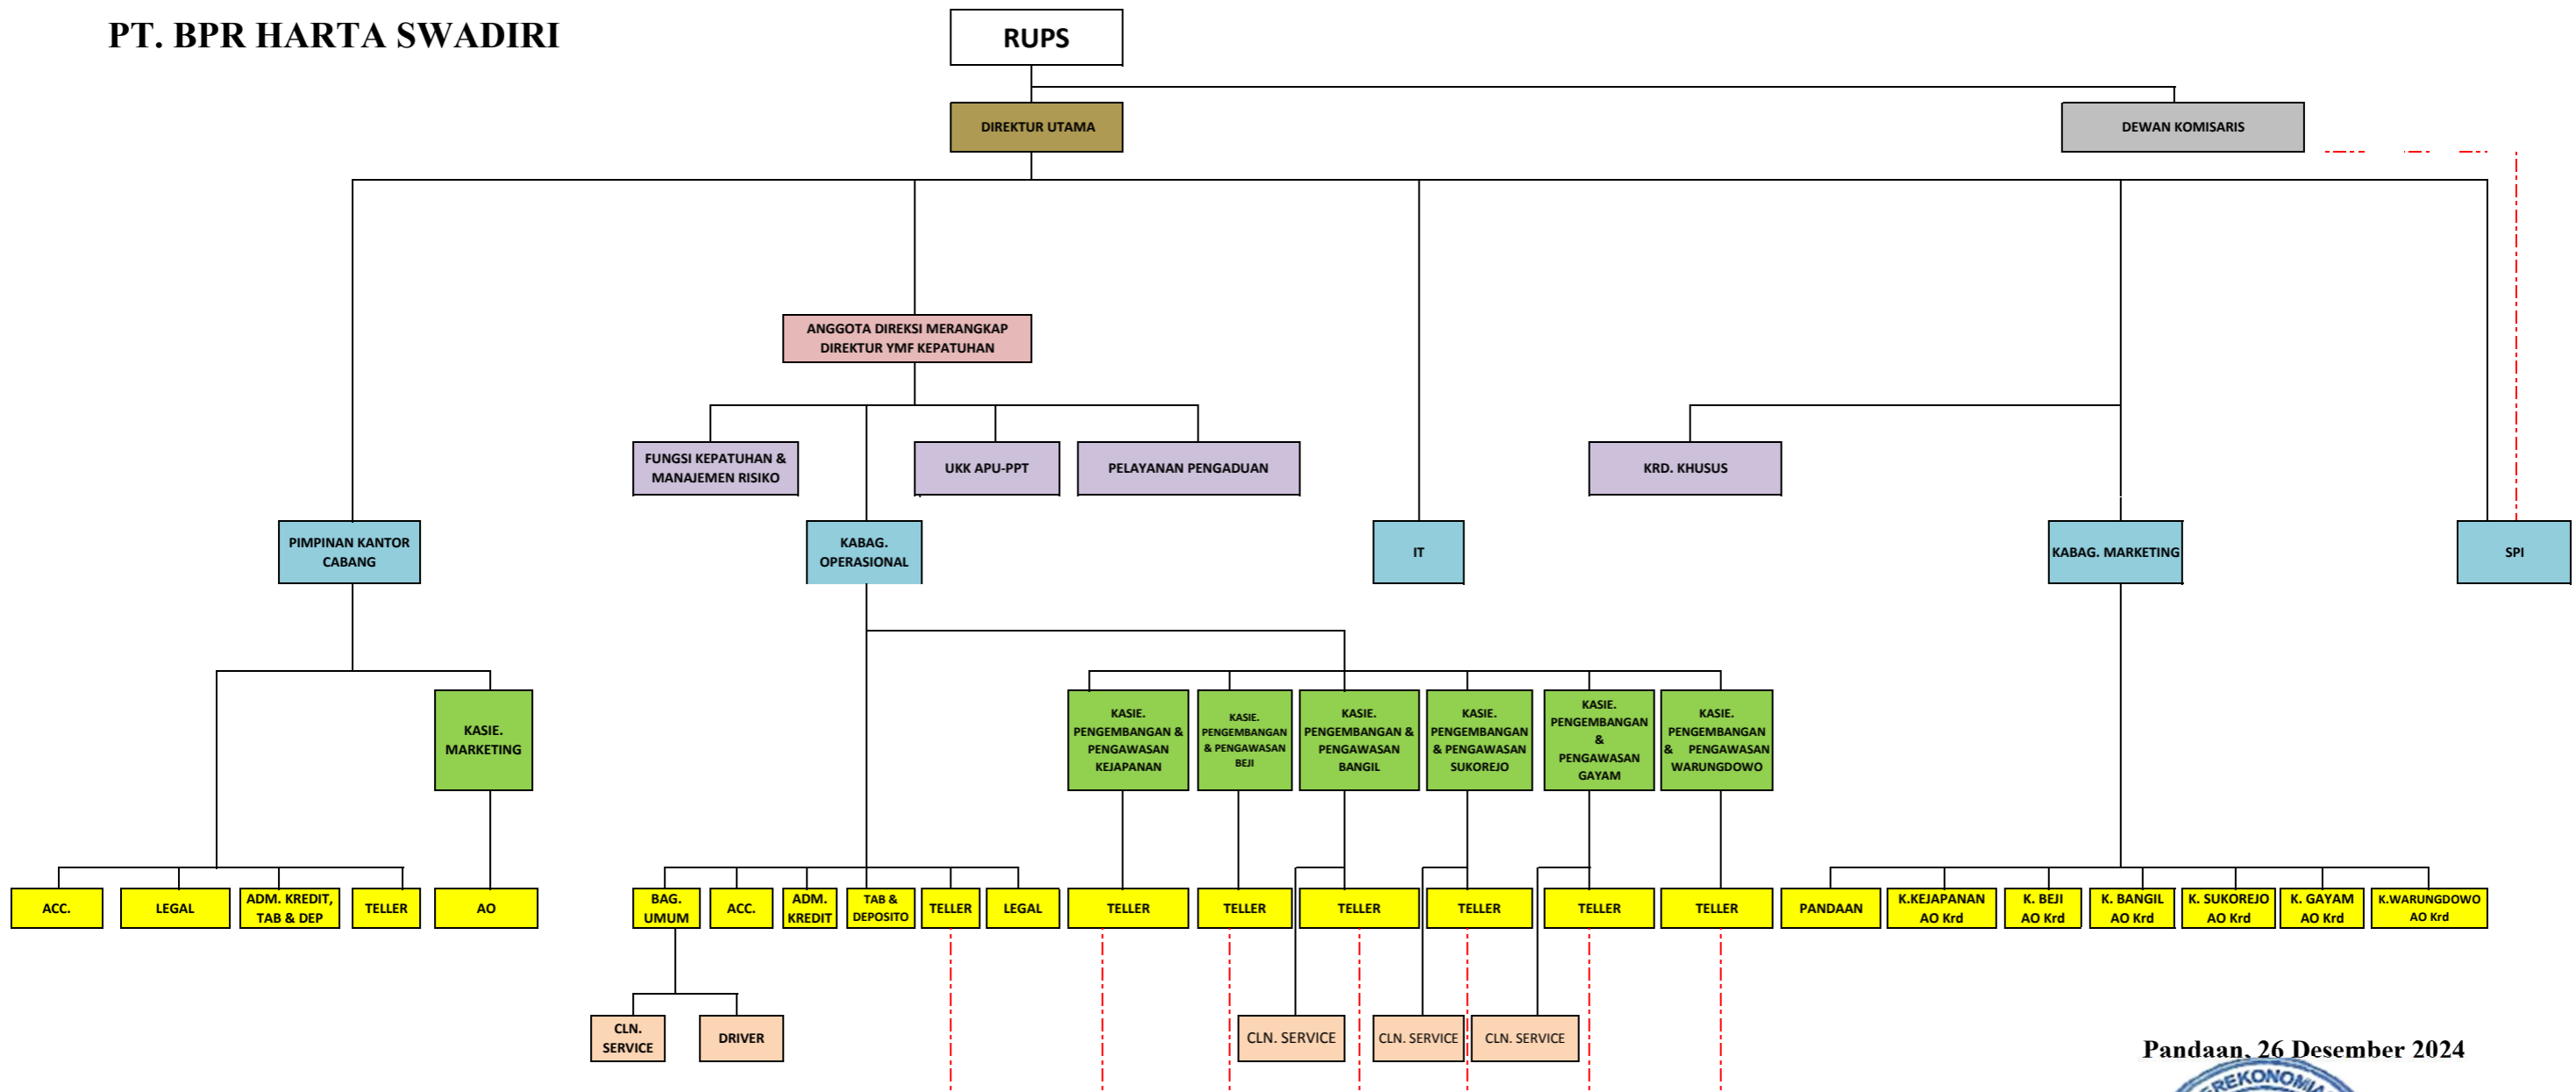 PT. BPR HARTA SWADIRI
RUPS
DIREKTUR UTAMA
DEWAN KOMISARIS
ANGGOTA DIREKSI MERANGKAP
DIREKTUR YMF KEPATUHAN
FUNGSI KEPATUHAN &
MANAJEMEN RISIKO
UKK APU-PPT
PELAYANAN PENGADUAN
KRD. KHUSUS
PIMPINAN KANTOR
CABANG
KABAG.
OPERASIONAL
IT
KABAG. MARKETING
SPI
KASIE.
MARKETING
KASIE.
PENGEMBANGAN &
PENGAWASAN
KEJAPANAN
KASIE.
PENGEMBANGAN
& PENGAWASAN
BEJI
KASIE.
PENGEMBANGAN &
PENGAWASAN
BANGIL
KASIE.
PENGEMBANGAN
& PENGAWASAN
SUKOREJO
KASIE.
PENGEMBANGAN
&
PENGAWASAN
GAYAM
KASIE.
PENGEMBANGAN
& PENGAWASAN
WARUNGDOWO
ACC.
LEGAL
ADM. KREDIT,
TAB & DEP
TELLER
AO
BAG.
UMUM
ACC.
ADM.
KREDIT
TAB &
DEPOSITO
TELLER
LEGAL
TELLER
TELLER
TELLER
TELLER
TELLER
TELLER
PANDAAN
K.KEJAPANAN
AO Krd
K. BEJI
AO Krd
K. BANGIL
AO Krd
K. SUKOREJO
AO Krd
K. GAYAM
AO Krd
K.WARUNGDOWO
AO Krd
CLN.
SERVICE
DRIVER
CLN. SERVICE
CLN. SERVICE
CLN. SERVICE
Pandaan, 26 Desember 2024